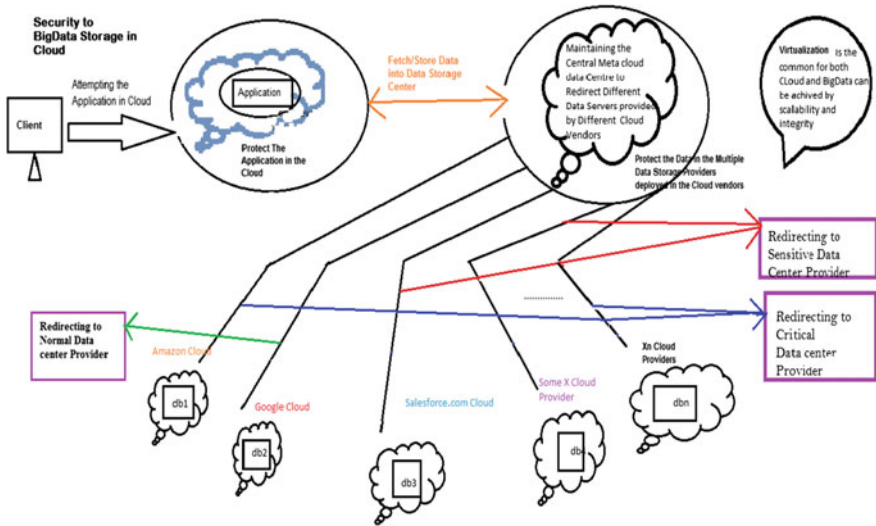 Security to
BigData Storage in
Cloud
Attempting the
Application in Cloud
Client
Application
Protect The
Application in the
Cloud
Fetch/Store Data
into Data Storage
Center
Maintaining the
Central Meta cloud
data Centre to
Redirect Different
Data Servers provided
by Different Cloud
Vendors
Protect the Data in the Multiple
Data Storage Providers
deployed in the Cloud vendors
Virtualization Is the
common for both
CLoud and BigData can
be achived by
scalability and
integrity
Redirecting to
Sensitive Data
Center Provider
Redirecting to
Critical
Data center
Provider
Redirecting to
Normal Data
center Provider
..............
Amazon Cloud
Google Cloud
Salesforce.com Cloud
Some X Cloud
Provider
Xn Cloud
Providers
db1
db2
db3
db4
dbn